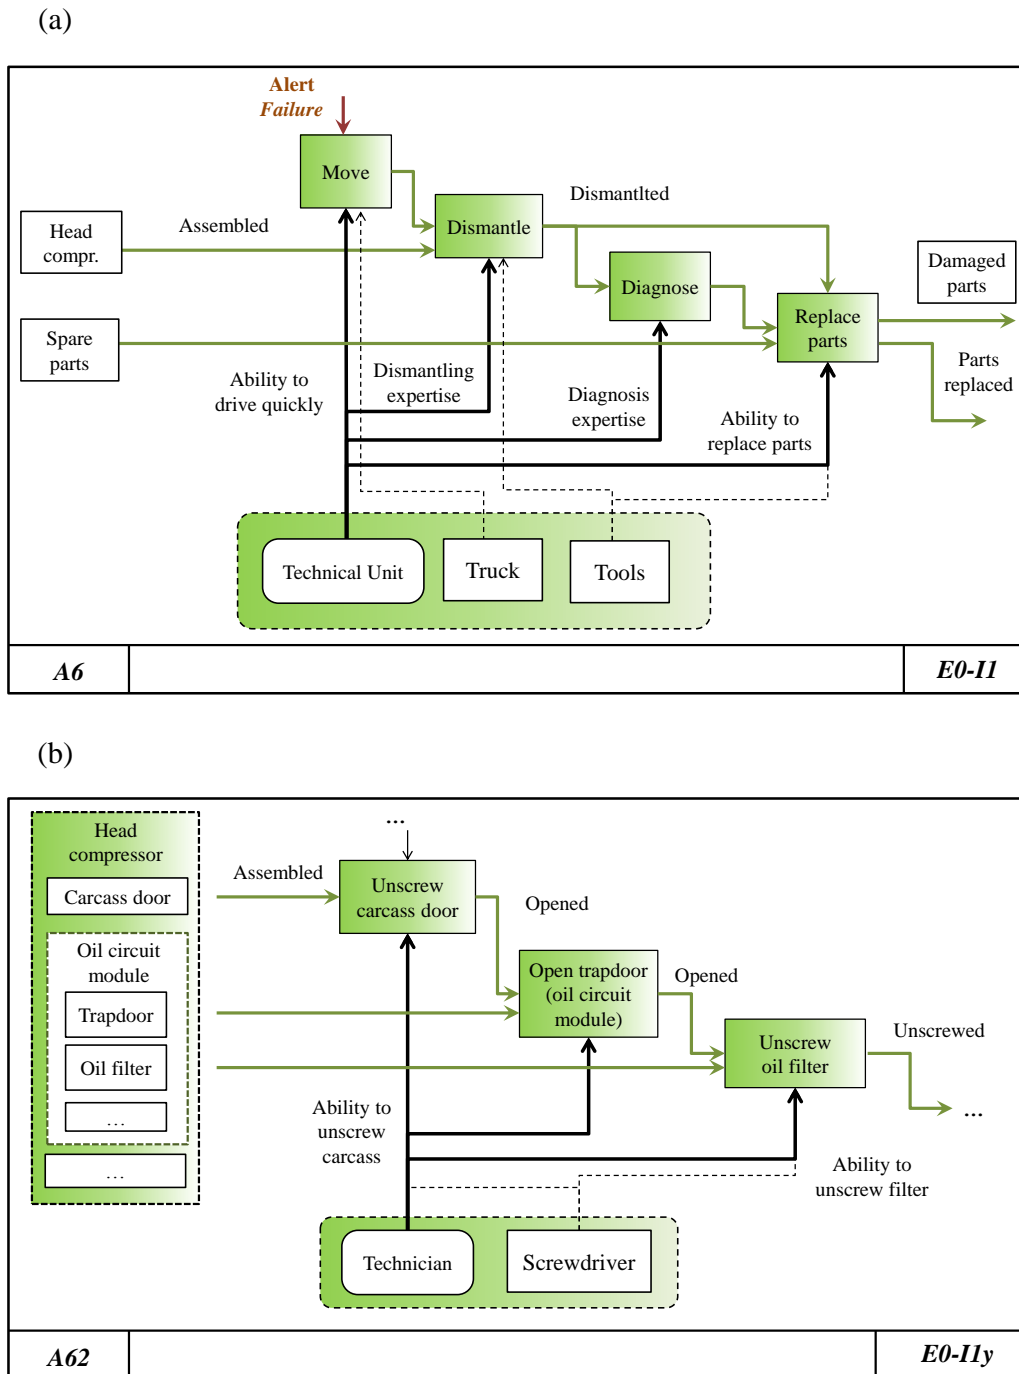 (a)
Alert
Failure
Move
Dismantlted
Head
compr.
Assembled
Dismantle
Damaged
parts
Diagnose
Replace
parts
Spare
parts
Ability to
drive quickly
Dismantling
expertise
Diagnosis
expertise
Ability to
replace parts
Parts
replaced
Technical Unit
Truck
Tools
A6
E0-I1
(b)
...
Head
compressor
Carcass door
Assembled
Unscrew
carcass door
Opened
Oil circuit
module
Trapdoor
Oil filter
...
...
Open trapdoor
(oil circuit
module)
Opened
Unscrew
oil filter
Unscrewed
...
Ability to
unscrew
carcass
Ability to
unscrew filter
Technician
Screwdriver
A62
E0-I1y